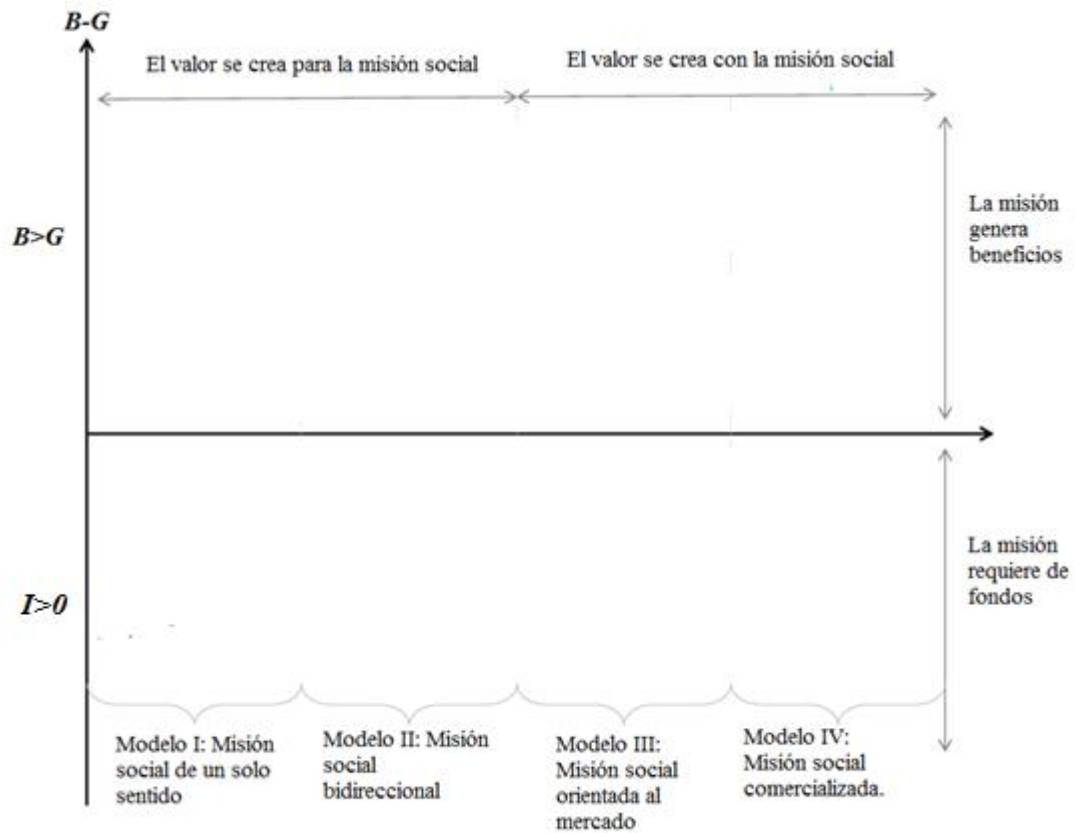 B-G
El valor se crea para la misión social
El valor se crea con la misión social
B>G
La misión
genera
beneficios
I>0
La misión
requiere de
fondos
Modelo I: Misión
social de un solo
sentido
Modelo II: Misión
social
bidireccional
Modelo III:
Misión social
orientada al
mercado
Modelo IV:
Misión social
comercializada.